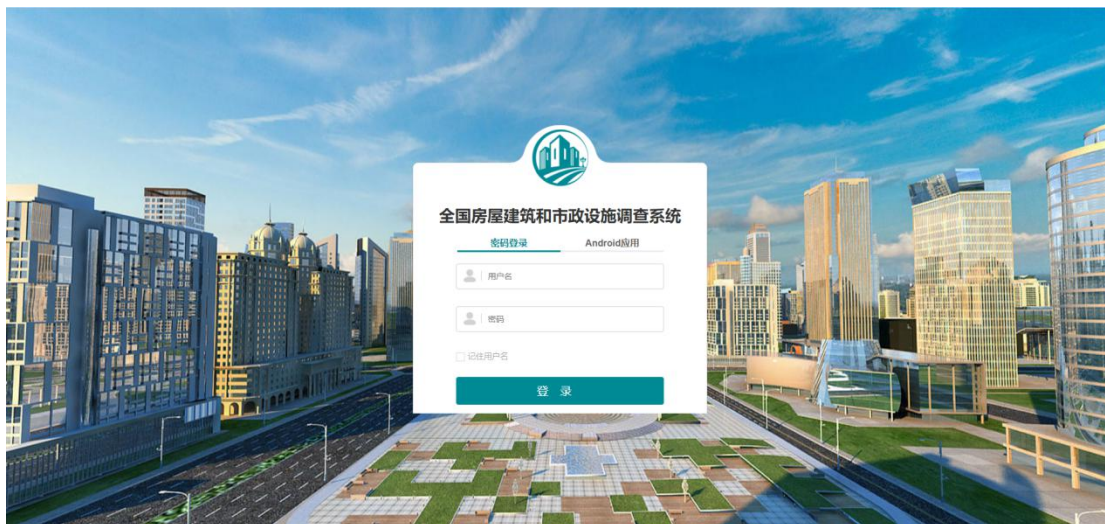 全国房屋建筑和市政设施调查系统
密码登录 Android应用
用户名
密码
记住用户名
登 录